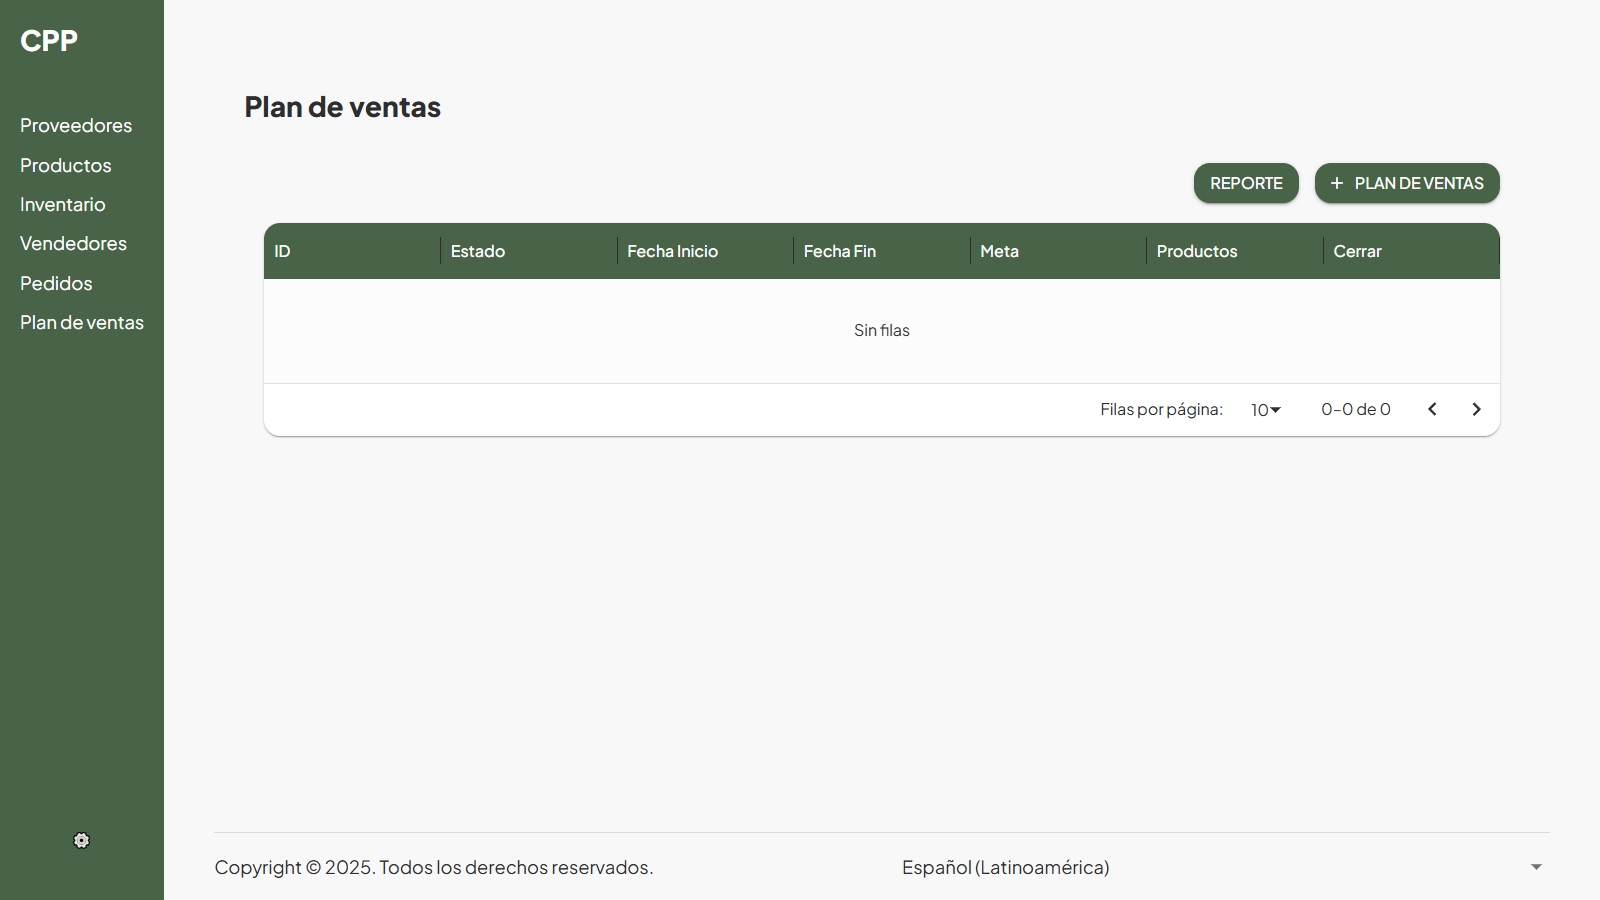 CPP
Proveedores
Productos
Inventario
Vendedores
Pedidos
Plan de ventas
Plan de ventas
REPORTE
+ PLAN DE VENTAS
ID Estado Fecha Inicio Fecha Fin Meta Productos Cerrar
Sin filas
Filas por página: 10 0–0 de 0
Copyright © 2025. Todos los derechos reservados.
Español (Latinoamérica)